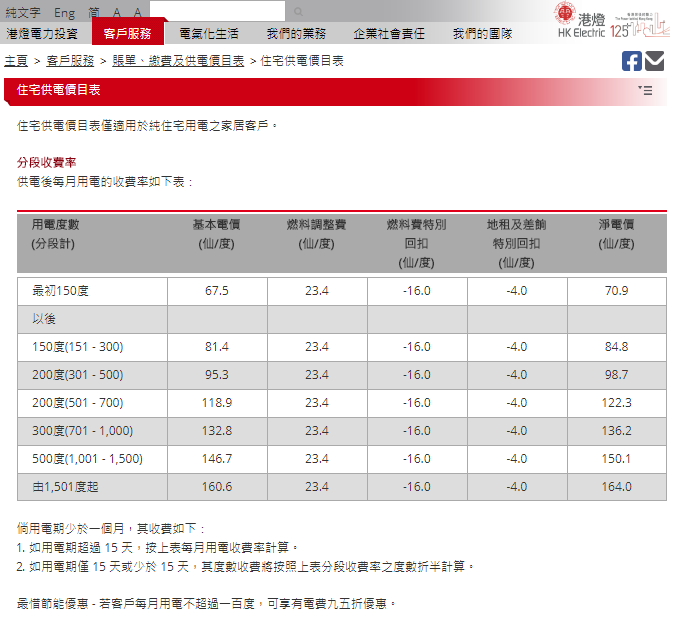 純文字 Eng 简 A A A
港燈 HK Electric 125
港燈電力投資 客戶服務 電氣化生活 我們的業務 企業社會責任 我們的團隊
主頁 > 客戶服務 > 賬單、繳費及供電價目表 > 住宅供電價目表
住宅供電價目表
住宅供電價目表僅適用於純住宅用電之家居客戶。
分段收費率
供電後每月用電的收費率如下表：
用電度數 (分段計) 基本電價 (仙/度) 燃料調整費 (仙/度) 燃料費特別回扣 (仙/度) 地租及差餉特別回扣 (仙/度) 淨電價 (仙/度)
最初150度 67.5 23.4 -16.0 -4.0 70.9
以後
150度(151 - 300) 81.4 23.4 -16.0 -4.0 84.8
200度(301 - 500) 95.3 23.4 -16.0 -4.0 98.7
200度(501 - 700) 118.9 23.4 -16.0 -4.0 122.3
300度(701 - 1,000) 132.8 23.4 -16.0 -4.0 136.2
500度(1,001 - 1,500) 146.7 23.4 -16.0 -4.0 150.1
由1,501度起 160.6 23.4 -16.0 -4.0 164.0
倘用電期少於一個月，其收費如下：
1. 如用電期超過 15 天，按上表每月用電收費率計算。
2. 如用電期僅 15 天或少於 15 天，其度數收費將按照上表分段收費率之度數折半計算。
最惜節能優惠 - 若客戶每月用電不超過一百度，可享有電費九五折優惠。